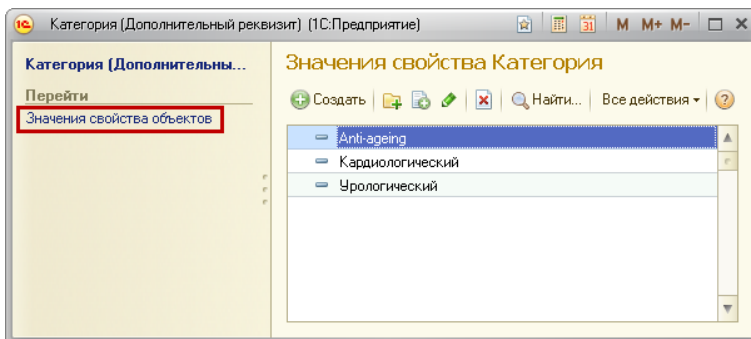 Категория (Дополнительный реквизит) (1С:Предприятие)
31 M M+ M-
Категория (Дополнительны...
Перейти
Значения свойства объектов
Значения свойства Категория
Создать Найти... Все действия
Anti-ageing
Кардиологический
Урологический